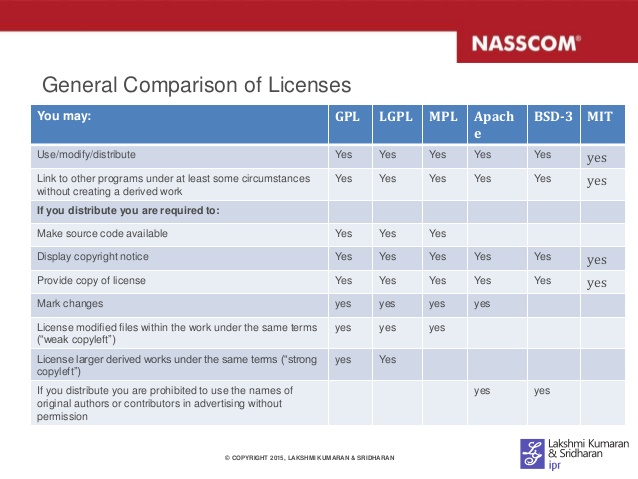 NASSCOM®
General Comparison of Licenses
You may: GPL LGPL MPL Apach BSD-3 MIT
e
Use/modify/distribute Yes Yes Yes Yes Yes yes
Link to other programs under at least some circumstances Yes Yes Yes Yes Yes yes
without creating a derived work
If you distribute you are required to:
Make source code available Yes Yes Yes
Display copyright notice Yes Yes Yes Yes Yes yes
Provide copy of license Yes Yes Yes Yes Yes yes
Mark changes yes yes yes yes
License modified files within the work under the same terms yes yes yes
(“weak copyleft”)
License larger derived works under the same terms (“strong yes Yes
copyleft”)
If you distribute you are prohibited to use the names of yes yes
original authors or contributors in advertising without
permission
© COPYRIGHT 2015, LAKSHMI KUMARAN & SRIDHARAN
Lakshmi Kumaran
& Sridharan
ipr